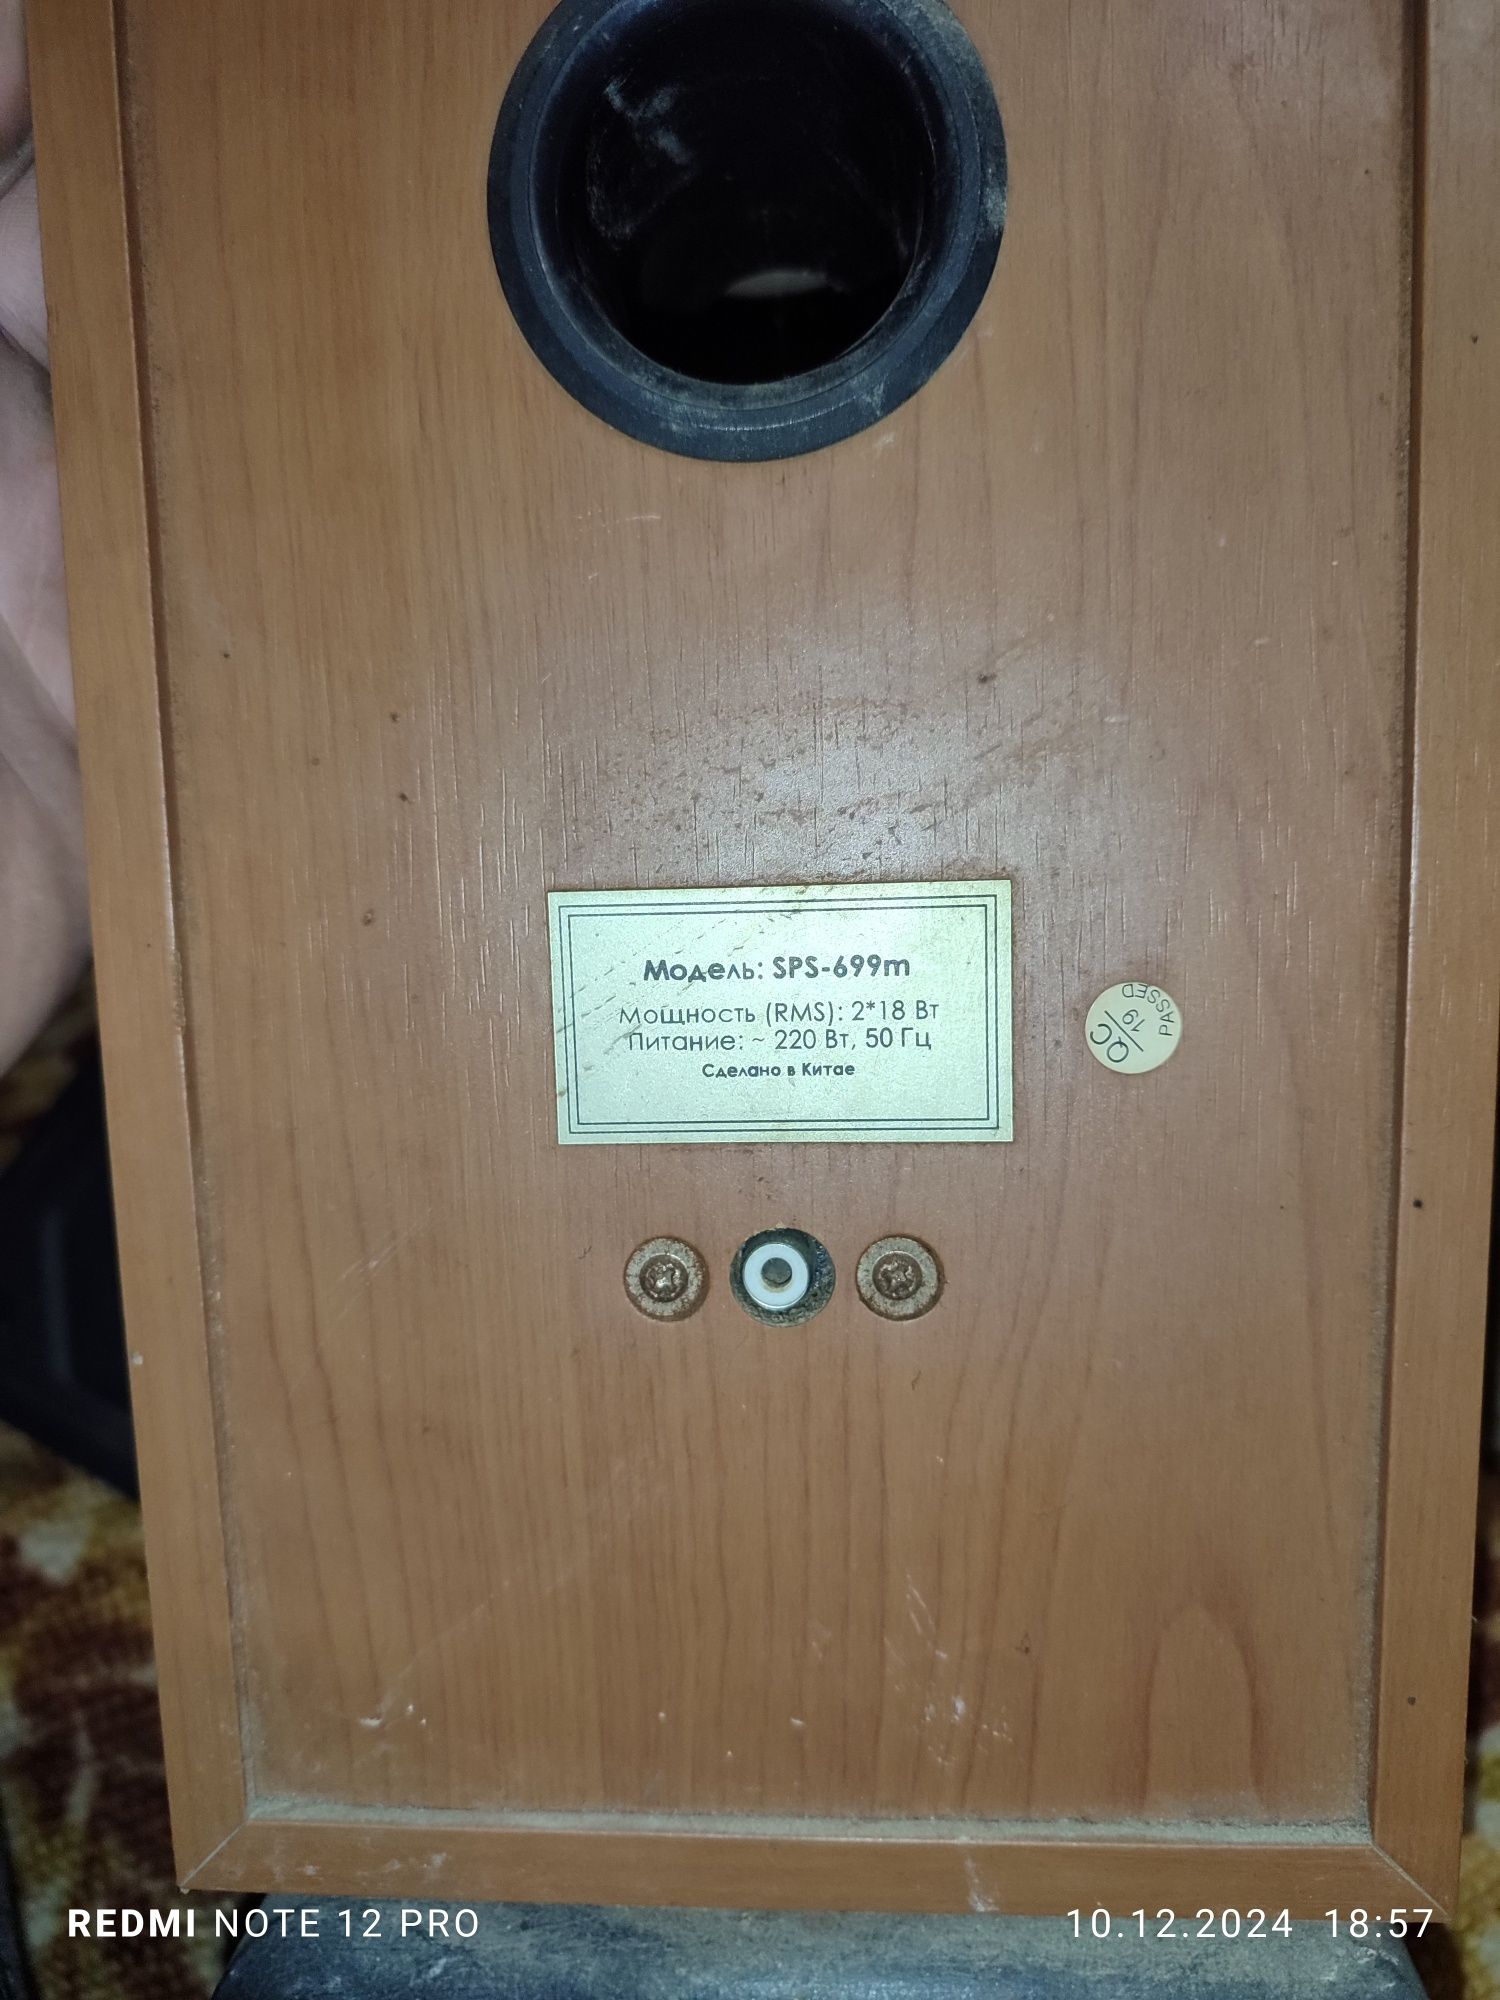 Модель: SPS-699m
Мощность (RMS): 2*18 Вт
Питание: ~ 220 Вт, 50 Гц
Сделано в Китае
QC
19
PASSED
REDMI NOTE 12 PRO
10.12.2024 18:57